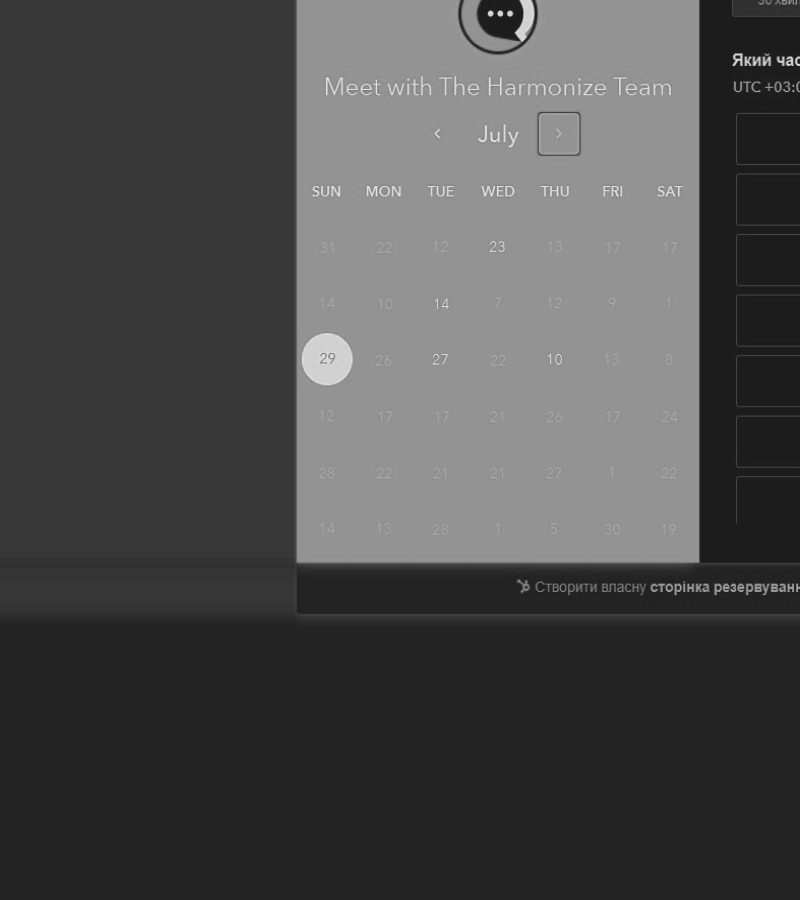 Meet with The Harmonize Team
July
SUN MON TUE WED THU FRI SAT
31 22 12 23 13 17 17
14 10 14 7 12 9 1
29 26 27 22 10 13 8
12 17 17 21 26 17 24
28 22 21 21 27 1 22
14 13 28 1 5 30 19
30
Який час
UTC +03:0
Створити власну сторінка резервуванн